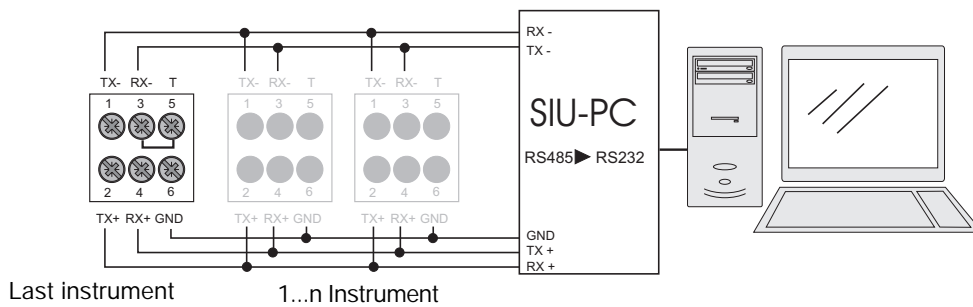 RX -
TX -
TX- RX- T
1 3 5
2 4 6
TX+ RX+ GND
TX- RX- T
1 3 5
2 4 6
TX+ RX+ GND
TX- RX- T
1 3 5
2 4 6
TX+ RX+ GND
SIU-PC
RS485▶ RS232
GND
TX +
RX +
Last instrument
1...n Instrument